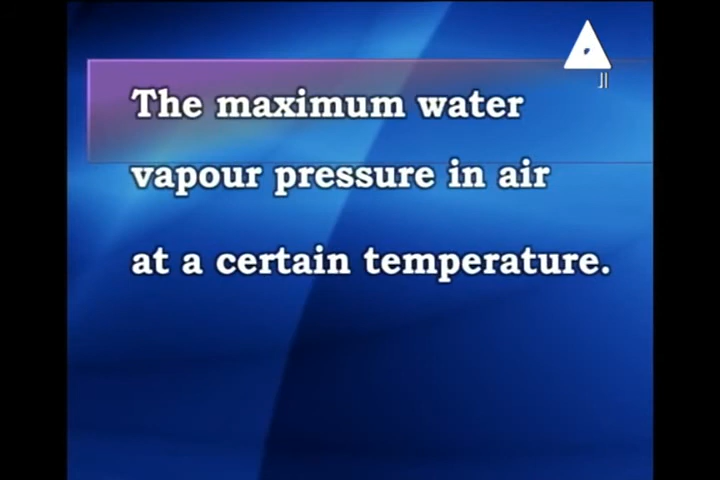 The maximum water
vapour pressure in air
at a certain temperature.